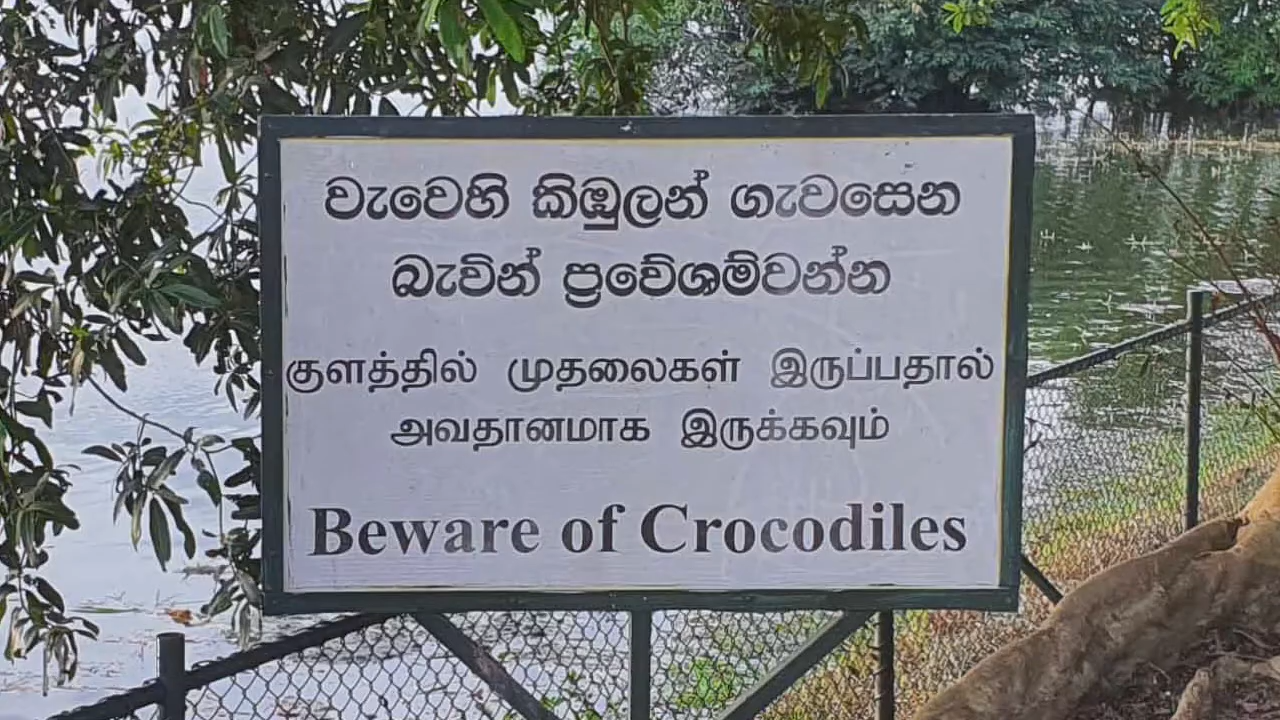 වැවෙහි කිඹුලන් ගැවසෙන
බැවින් ප්‍රවේශම්වන්න
குளத்தில் முதலைகள் இருப்பதால்
அவதானமாக இருக்கவும்
Beware of Crocodiles